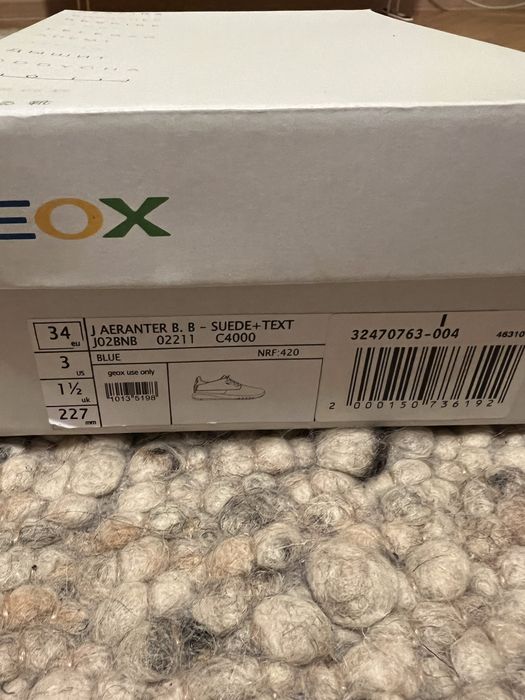 GEOX
34 eu
3 us
1½ uk
227 mm
J AERANTER B. B - SUEDE+TEXT
J02BNB 02211 C4000
BLUE NRF:420
geox use only
1013 5198
32470763-004 46310
2 000150 736192